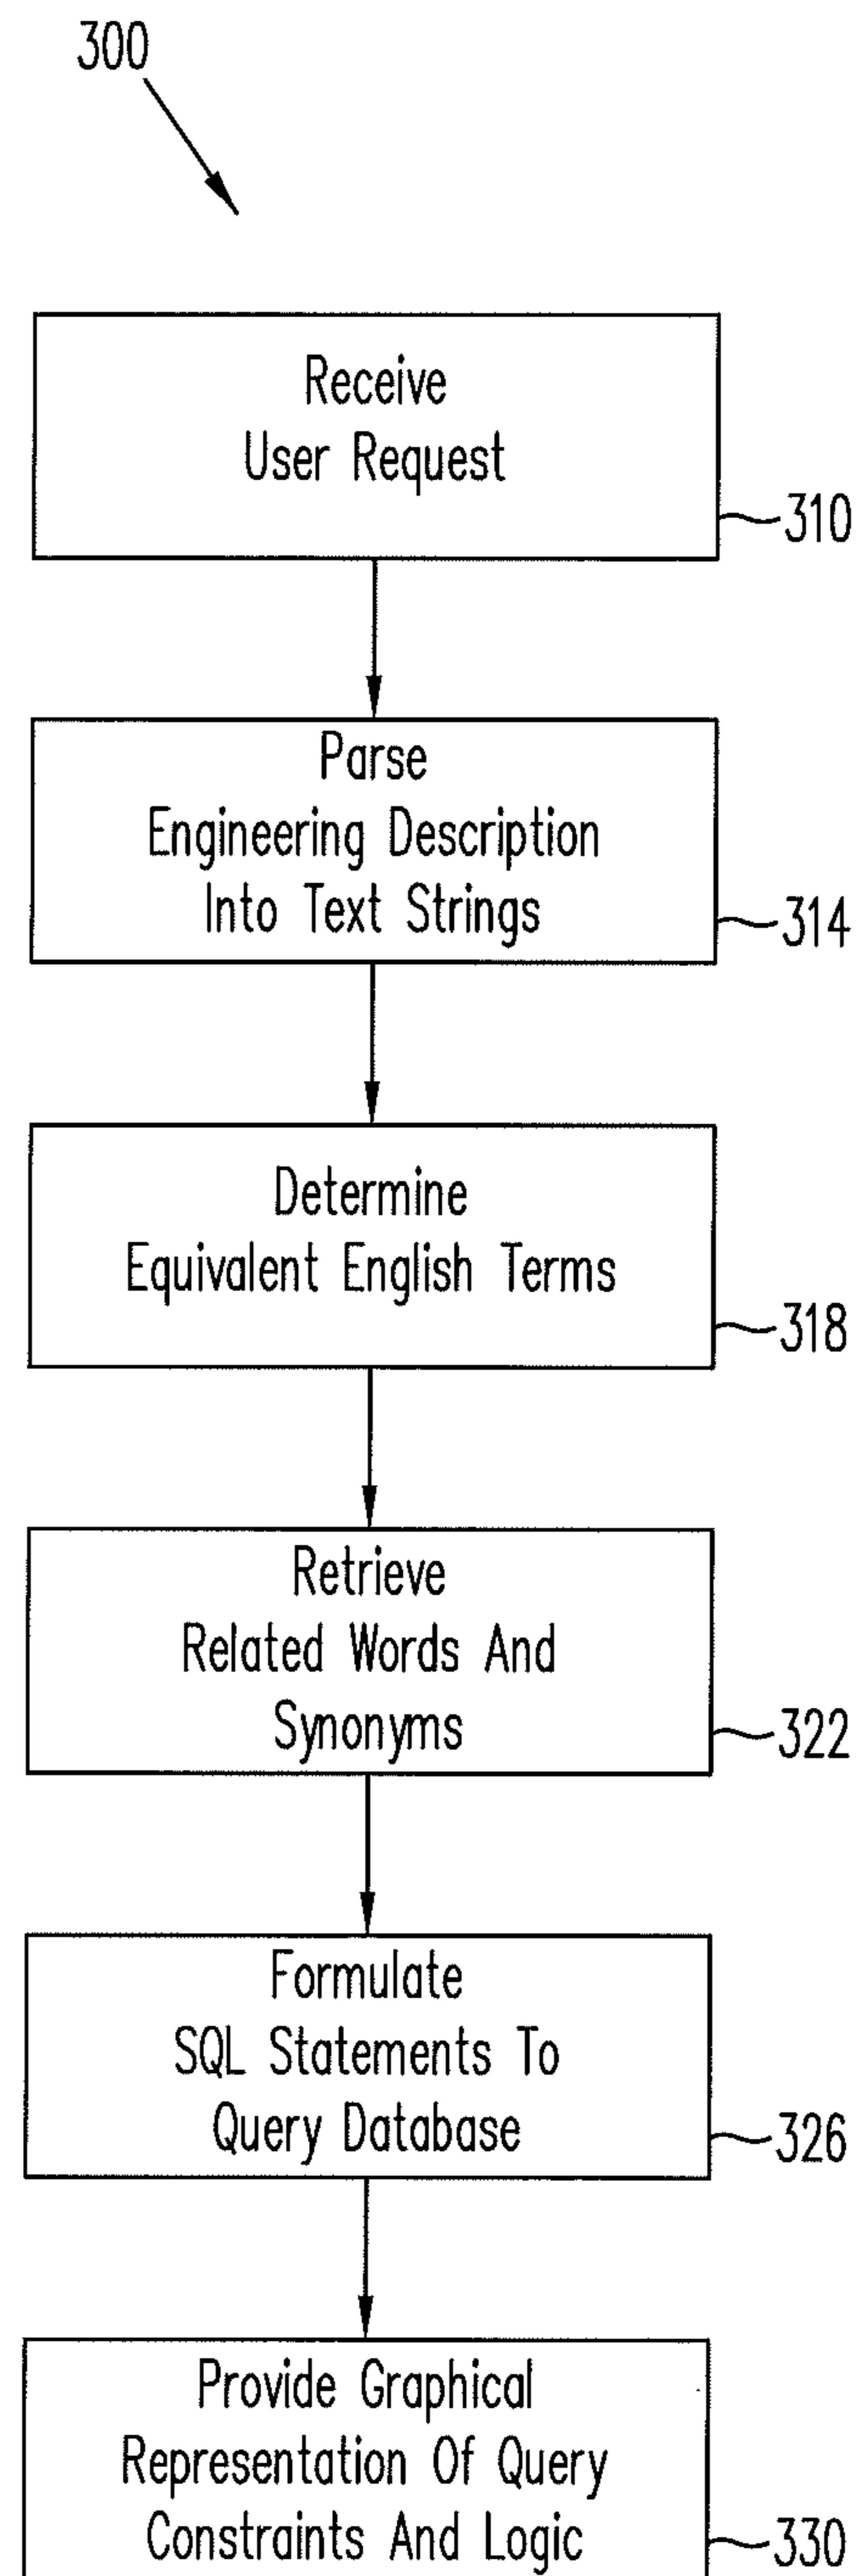 300
Receive
User Request
310
Parse
Engineering Description
Into Text Strings
314
Determine
Equivalent English Terms
318
Retrieve
Related Words And
Synonyms
322
Formulate
SQL Statements To
Query Database
326
Provide Graphical
Representation Of Query
Constraints And Logic
330